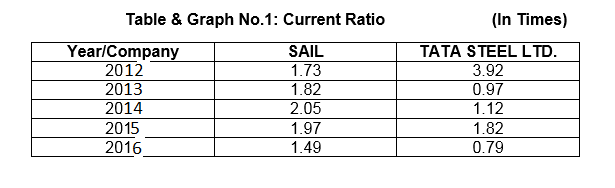 Table & Graph No.1: Current Ratio (In Times)
Year/Company SAIL TATA STEEL LTD.
2012 1.73 3.92
2013 1.82 0.97
2014 2.05 1.12
2015 1.97 1.82
2016 1.49 0.79